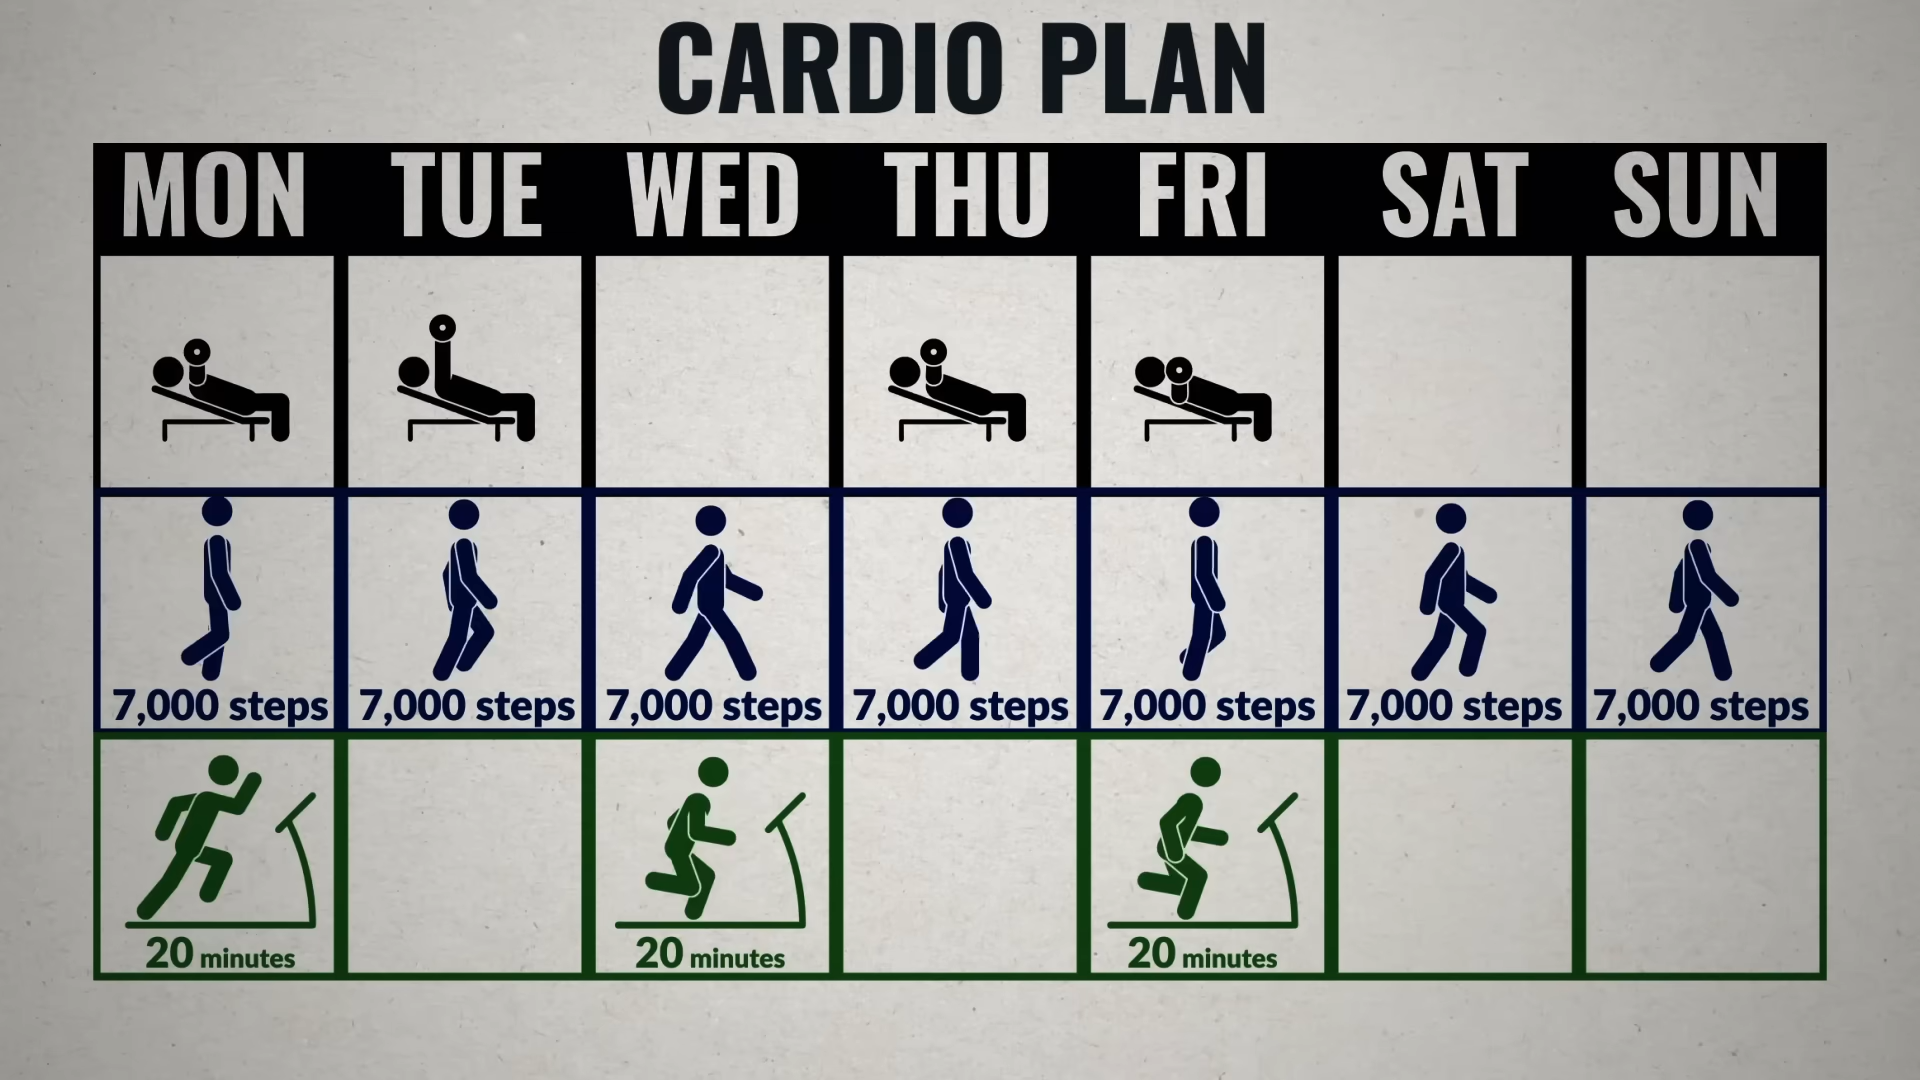 CARDIO PLAN
MON TUE WED THU FRI SAT SUN
7,000 steps 7,000 steps 7,000 steps 7,000 steps 7,000 steps 7,000 steps 7,000 steps
20 minutes 20 minutes 20 minutes